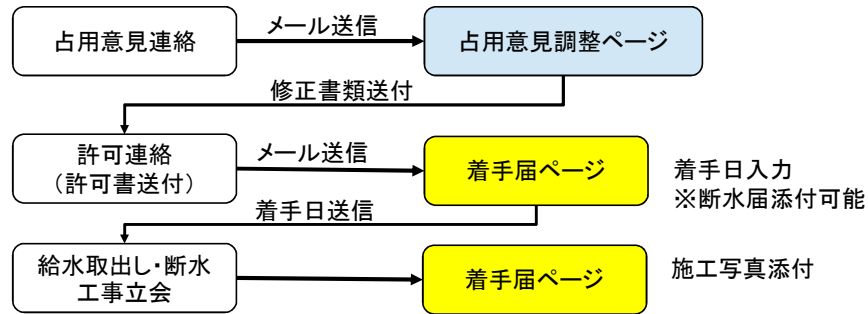 占用意見連絡
メール送信
占用意見調整ページ
修正書類送付
許可連絡
（許可書送付）
メール送信
着手届ページ
着手日入力
※断水届添付可能
着手日送信
給水取出し・断水
工事立会
着手届ページ
施工写真添付